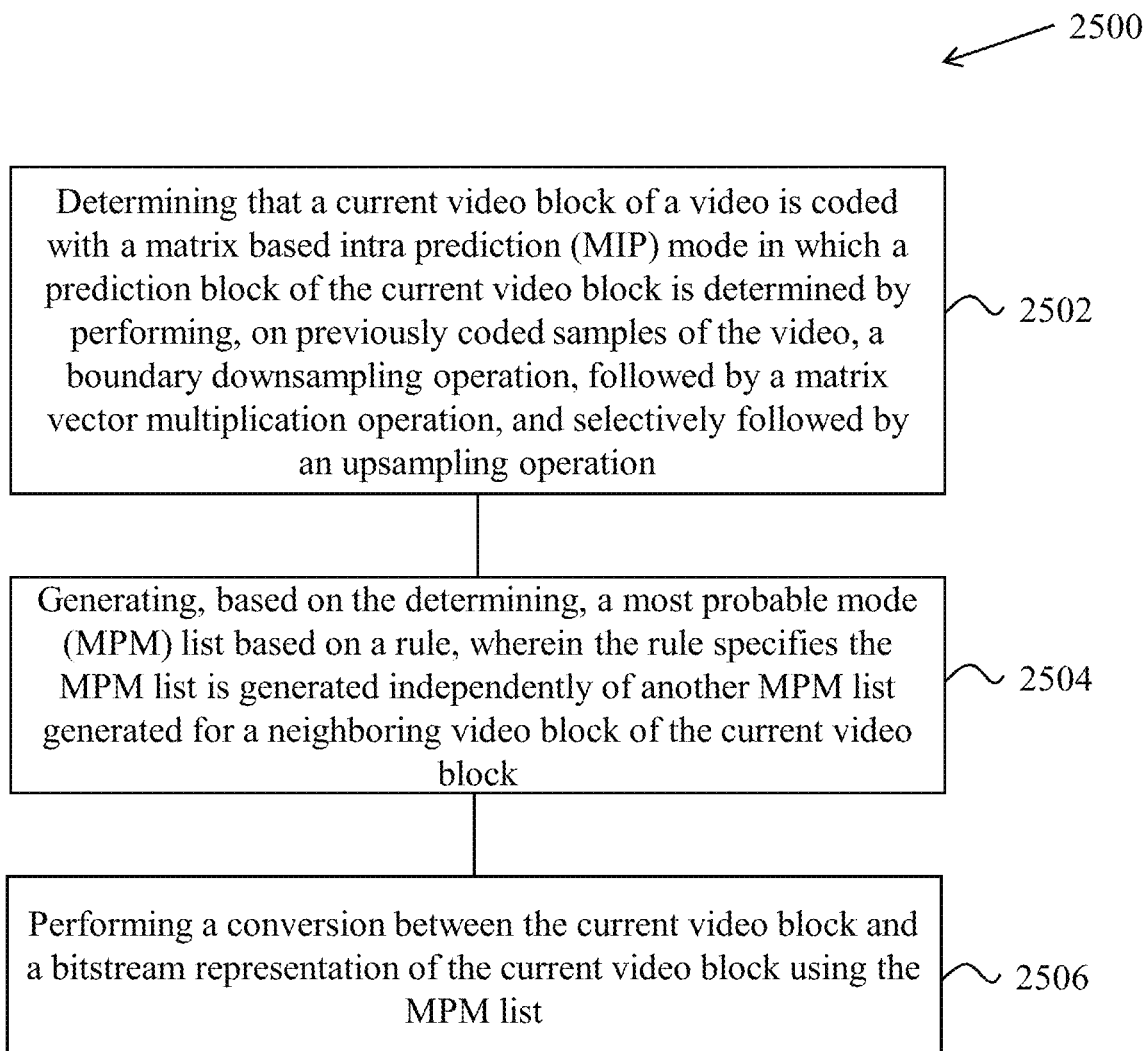 2500
Determining that a current video block of a video is coded
with a matrix based intra prediction (MIP) mode in which a
prediction block of the current video block is determined by
performing, on previously coded samples of the video, a
boundary downsampling operation, followed by a matrix
vector multiplication operation, and selectively followed by
an upsampling operation
2502
Generating, based on the determining, a most probable mode
(MPM) list based on a rule, wherein the rule specifies the
MPM list is generated independently of another MPM list
generated for a neighboring video block of the current video
block
2504
Performing a conversion between the current video block and
a bitstream representation of the current video block using the
MPM list
2506